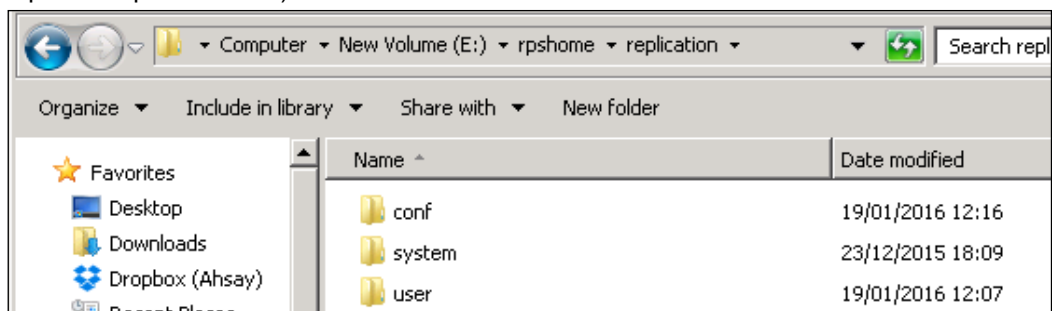 Computer New Volume (E:) rpshome replication Search repl
Organize Include in library Share with New folder
Favorites Name Date modified
Desktop conf 19/01/2016 12:16
Downloads system 23/12/2015 18:09
Dropbox (Ahsay) user 19/01/2016 12:07